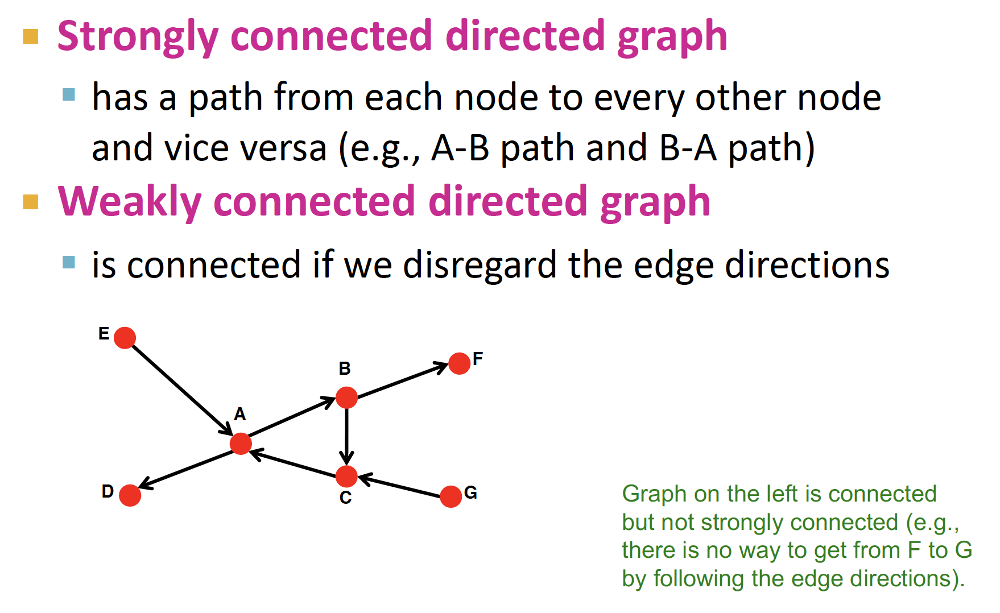 Strongly connected directed graph
has a path from each node to every other node
and vice versa (e.g., A-B path and B-A path)
Weakly connected directed graph
is connected if we disregard the edge directions
E
F
B
A
D
C
G
Graph on the left is connected
but not strongly connected (e.g.,
there is no way to get from F to G
by following the edge directions).